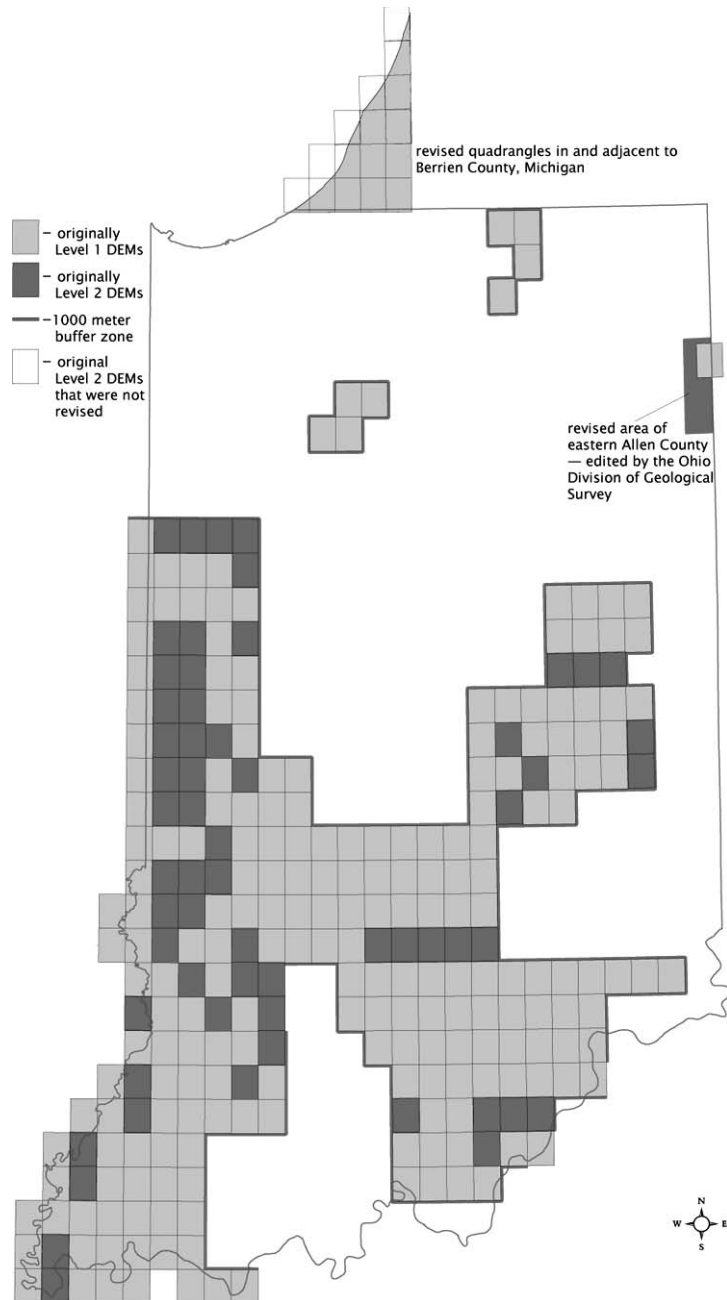 revised quadrangles in and adjacent to
Berrien County, Michigan
– originally
Level 1 DEMs
– originally
Level 2 DEMs
–1000 meter
buffer zone
– original
Level 2 DEMs
that were not
revised
revised area of
eastern Allen County
— edited by the Ohio
Division of Geological
Survey
N
W
E
S